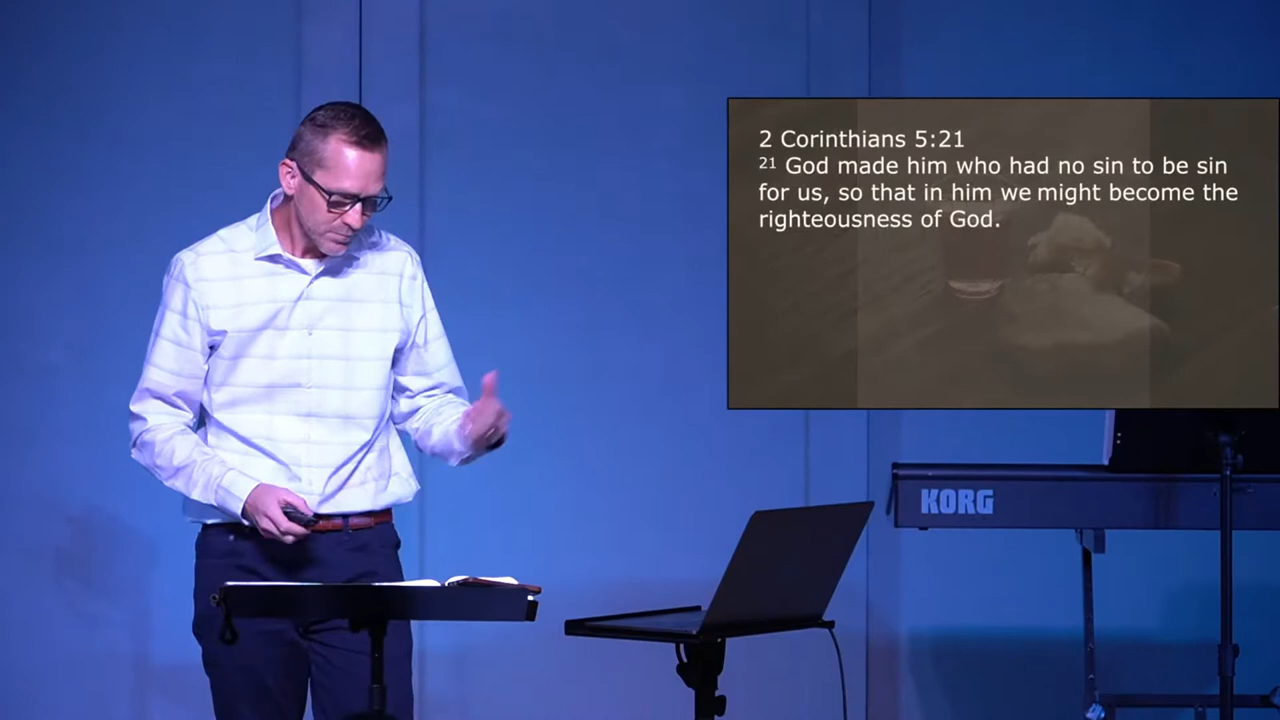 2 Corinthians 5:21
21 God made him who had no sin to be sin
for us, so that in him we might become the
righteousness of God.
KORG